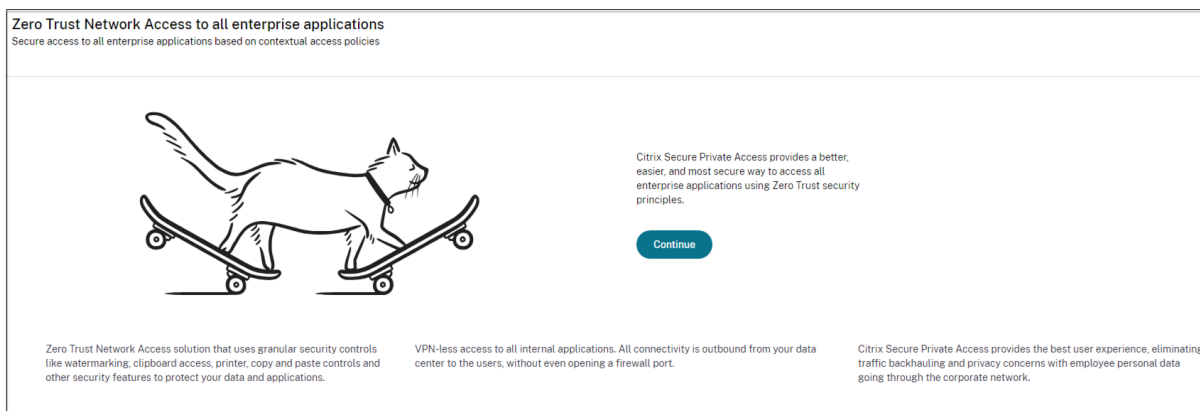 Zero Trust Network Access to all enterprise applications
Secure access to all enterprise applications based on contextual access policies
Citrix Secure Private Access provides a better,
easier, and most secure way to access all
enterprise applications using Zero Trust security
principles.
Continue
Zero Trust Network Access solution that uses granular security controls
like watermarking, clipboard access, printer, copy and paste controls and
other security features to protect your data and applications.
VPN-less access to all internal applications. All connectivity is outbound from your data
center to the users, without even opening a firewall port.
Citrix Secure Private Access provides the best user experience, eliminating
traffic backhauling and privacy concerns with employee personal data
going through the corporate network.